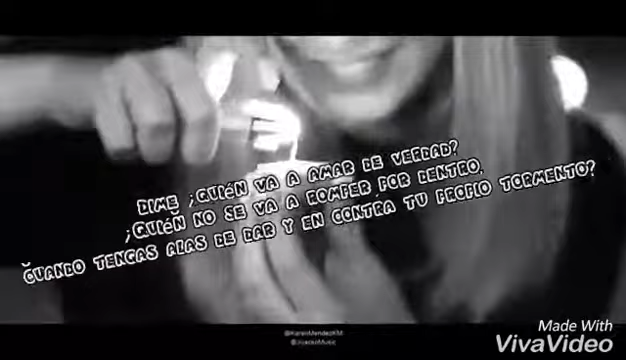 DIME ¿QUIÉN VA A AMAR DE VERDAD?
¿QUIÉN NO SE VA A ROMPER POR DENTRO,
CUANDO TENGAS ALAS DE DAR Y EN CONTRA TU PROPIO TORMENTO?
@KarenMendezKM
@JiveckeMusic
Made With
VivaVideo